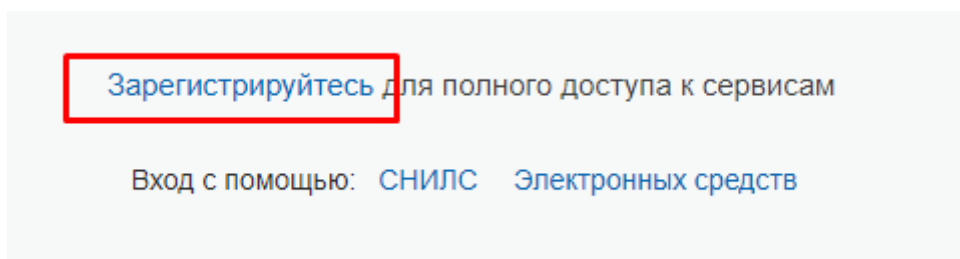 Зарегистрируйтесь для полного доступа к сервисам
Вход с помощью: СНИЛС Электронных средств